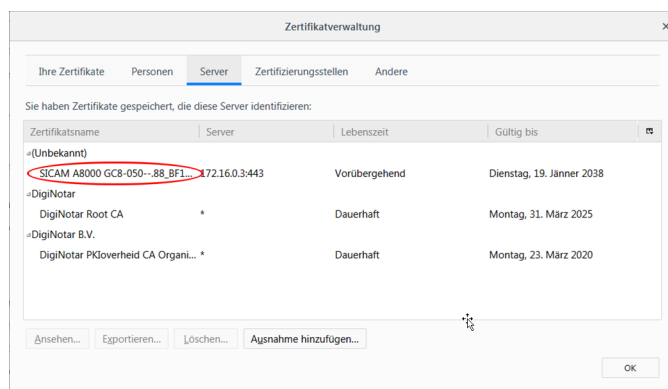 Zertifikatverwaltung
Ihre Zertifikate Personen Server Zertifizierungsstellen Andere
Sie haben Zertifikate gespeichert, die diese Server identifizieren:
Zertifikatsname Server Lebenszeit Gültig bis
(Unbekannt)
SICAM A8000 GC8-050--.88_BF1... 172.16.0.3:443 Vorübergehend Dienstag, 19. Jänner 2038
DigiNotar
DigiNotar Root CA * Dauerhaft Montag, 31. März 2025
DigiNotar B.V.
DigiNotar PKIoverheid CA Organi... * Dauerhaft Montag, 23. März 2020
Ansehen... Exportieren... Löschen... Ausnahme hinzufügen...
OK